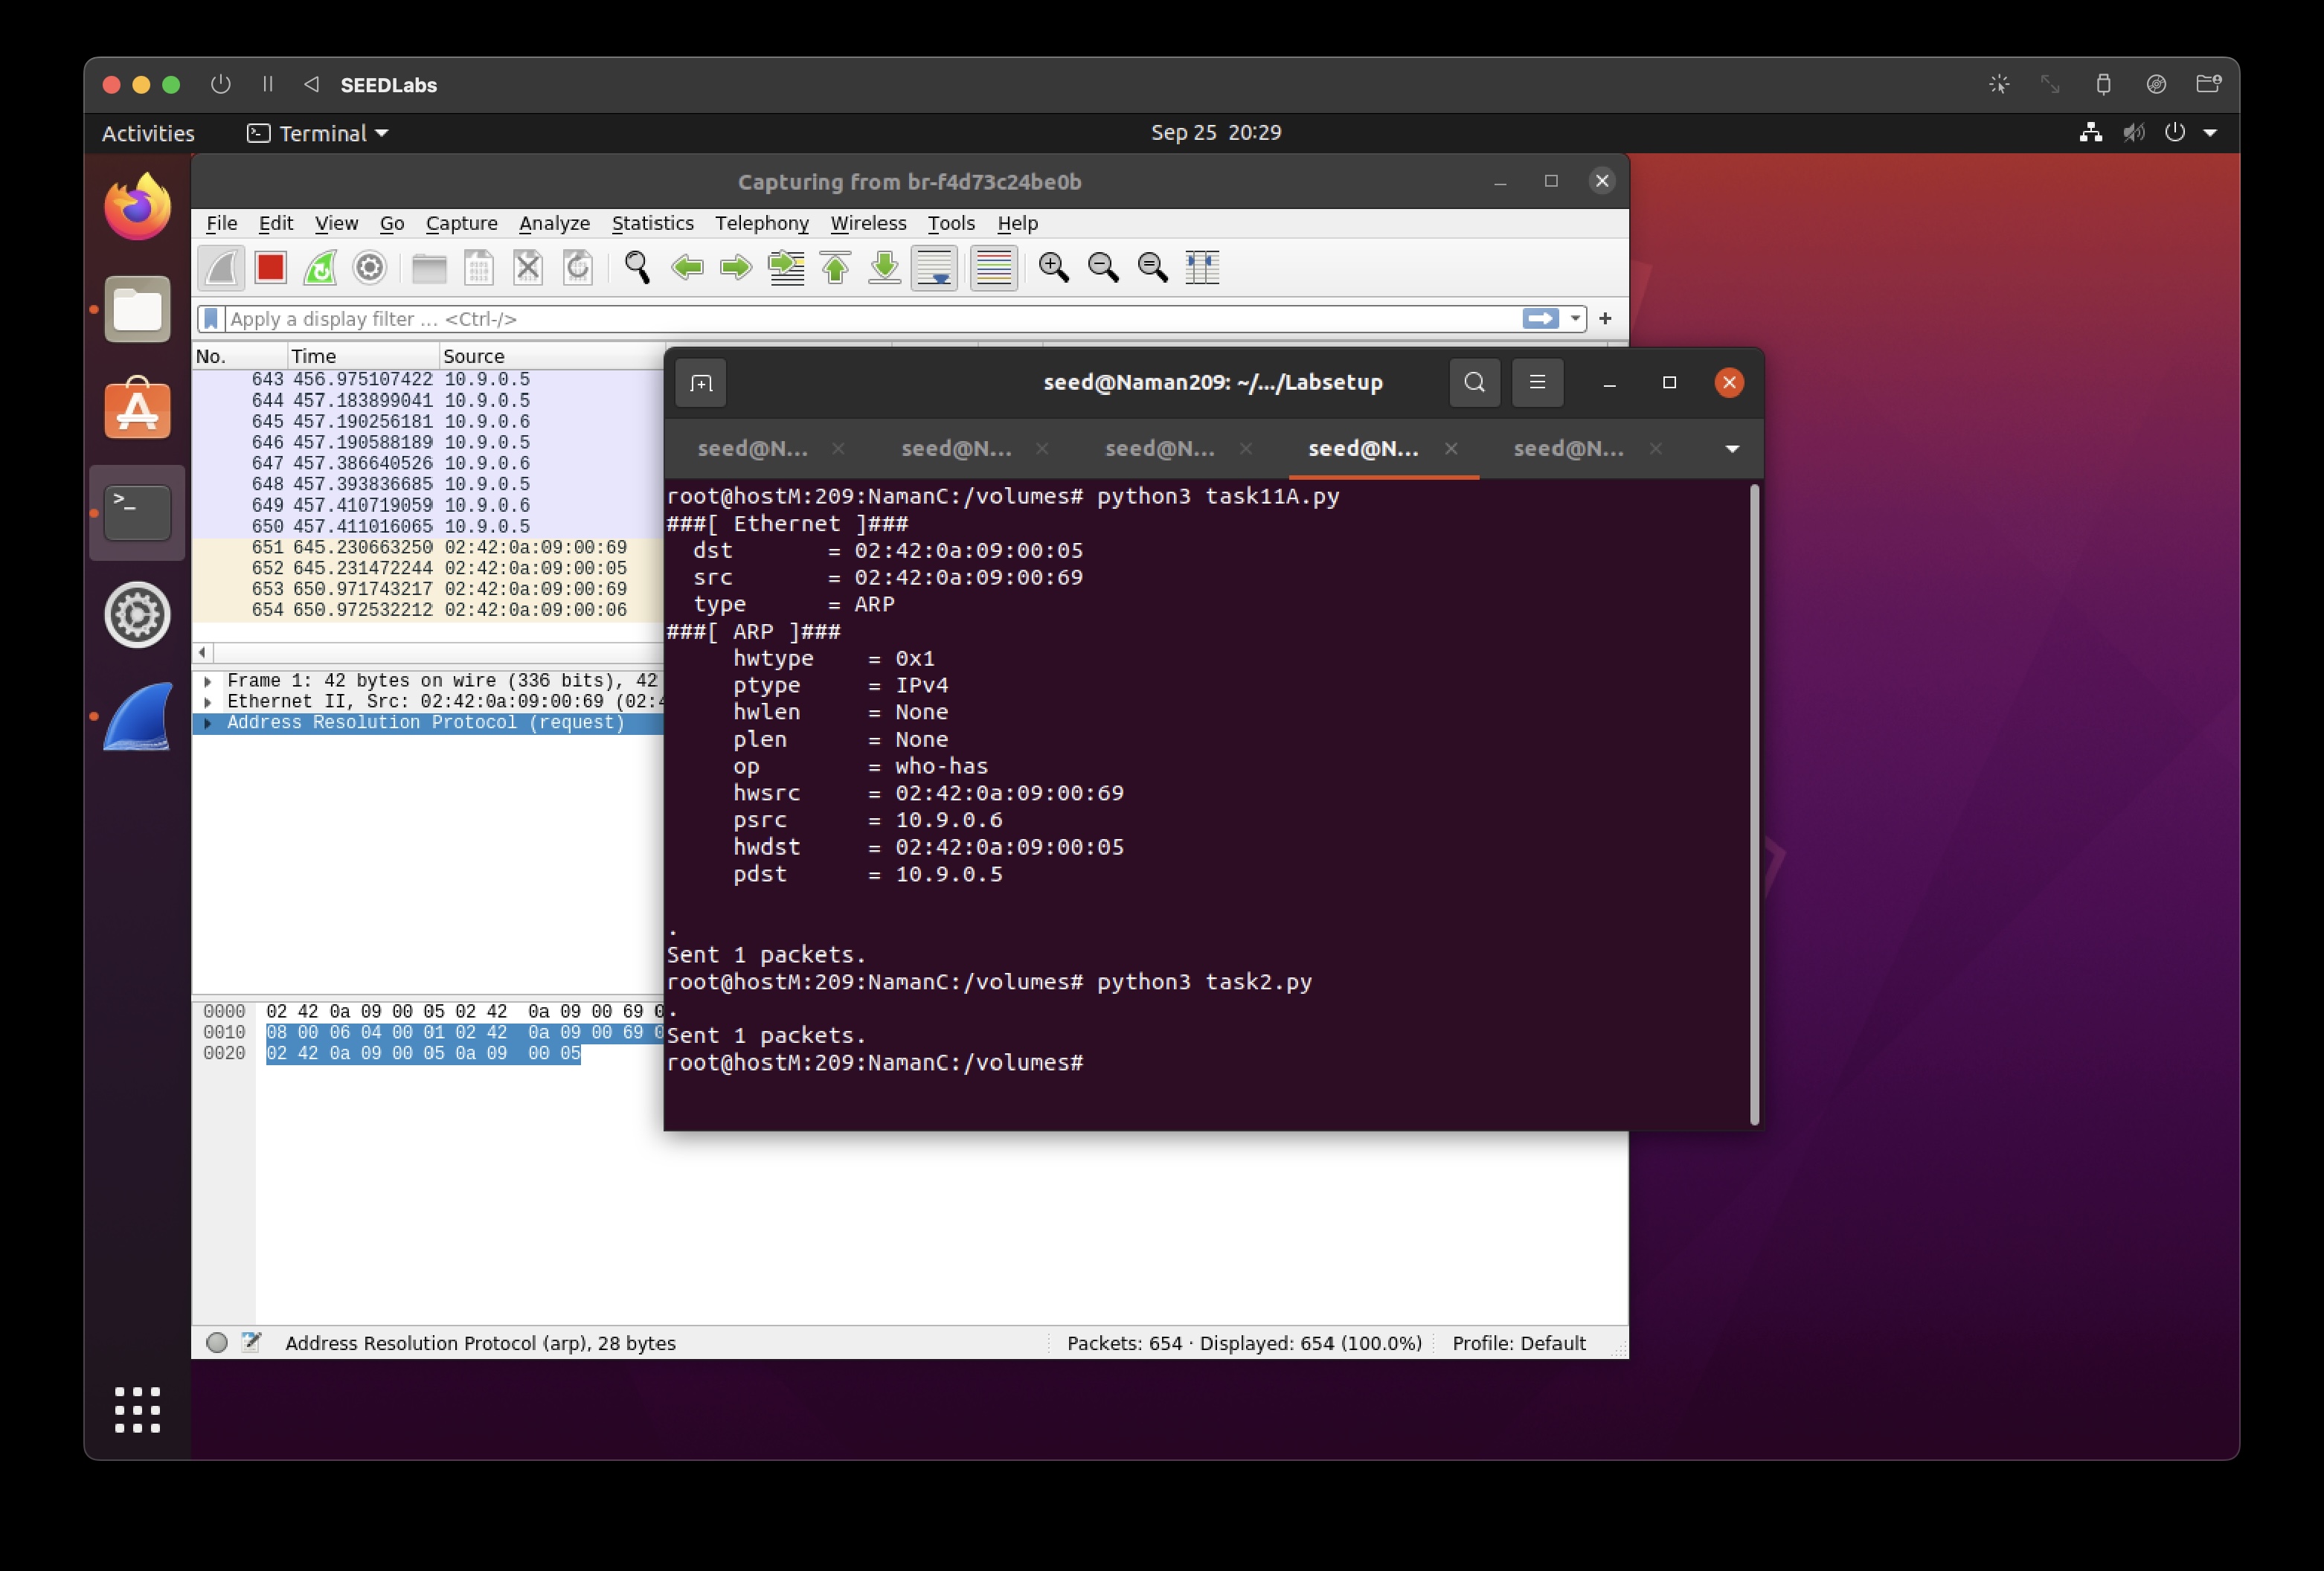 SEEDLabs
Activities
Terminal
Sep 25 20:29
Capturing from br-f4d73c24be0b
File Edit View Go Capture Analyze Statistics Telephony Wireless Tools Help
Apply a display filter … <Ctrl-/>
No. Time Source
643 456.975107422 10.9.0.5
644 457.183899041 10.9.0.5
645 457.190256181 10.9.0.6
646 457.190588189 10.9.0.5
647 457.386640526 10.9.0.6
648 457.393836685 10.9.0.5
649 457.410719059 10.9.0.6
650 457.411016065 10.9.0.5
651 645.230663250 02:42:0a:09:00:69
652 645.231472244 02:42:0a:09:00:05
653 650.971743217 02:42:0a:09:00:69
654 650.972532212 02:42:0a:09:00:06
Frame 1: 42 bytes on wire (336 bits), 42
Ethernet II, Src: 02:42:0a:09:00:69 (02:4
Address Resolution Protocol (request)
0000 02 42 0a 09 00 05 02 42 0a 09 00 69 0
0010 08 00 06 04 00 01 02 42 0a 09 00 69 0
0020 02 42 0a 09 00 05 0a 09 00 05
seed@Naman209: ~/.../Labsetup
seed@N... seed@N... seed@N... seed@N... seed@N...
root@hostM:209:NamanC:/volumes# python3 task11A.py
###[ Ethernet ]###
dst = 02:42:0a:09:00:05
src = 02:42:0a:09:00:69
type = ARP
###[ ARP ]###
hwtype = 0x1
ptype = IPv4
hwlen = None
plen = None
op = who-has
hwsrc = 02:42:0a:09:00:69
psrc = 10.9.0.6
hwdst = 02:42:0a:09:00:05
pdst = 10.9.0.5
.
Sent 1 packets.
root@hostM:209:NamanC:/volumes# python3 task2.py
.
Sent 1 packets.
root@hostM:209:NamanC:/volumes#
Address Resolution Protocol (arp), 28 bytes
Packets: 654 · Displayed: 654 (100.0%)
Profile: Default